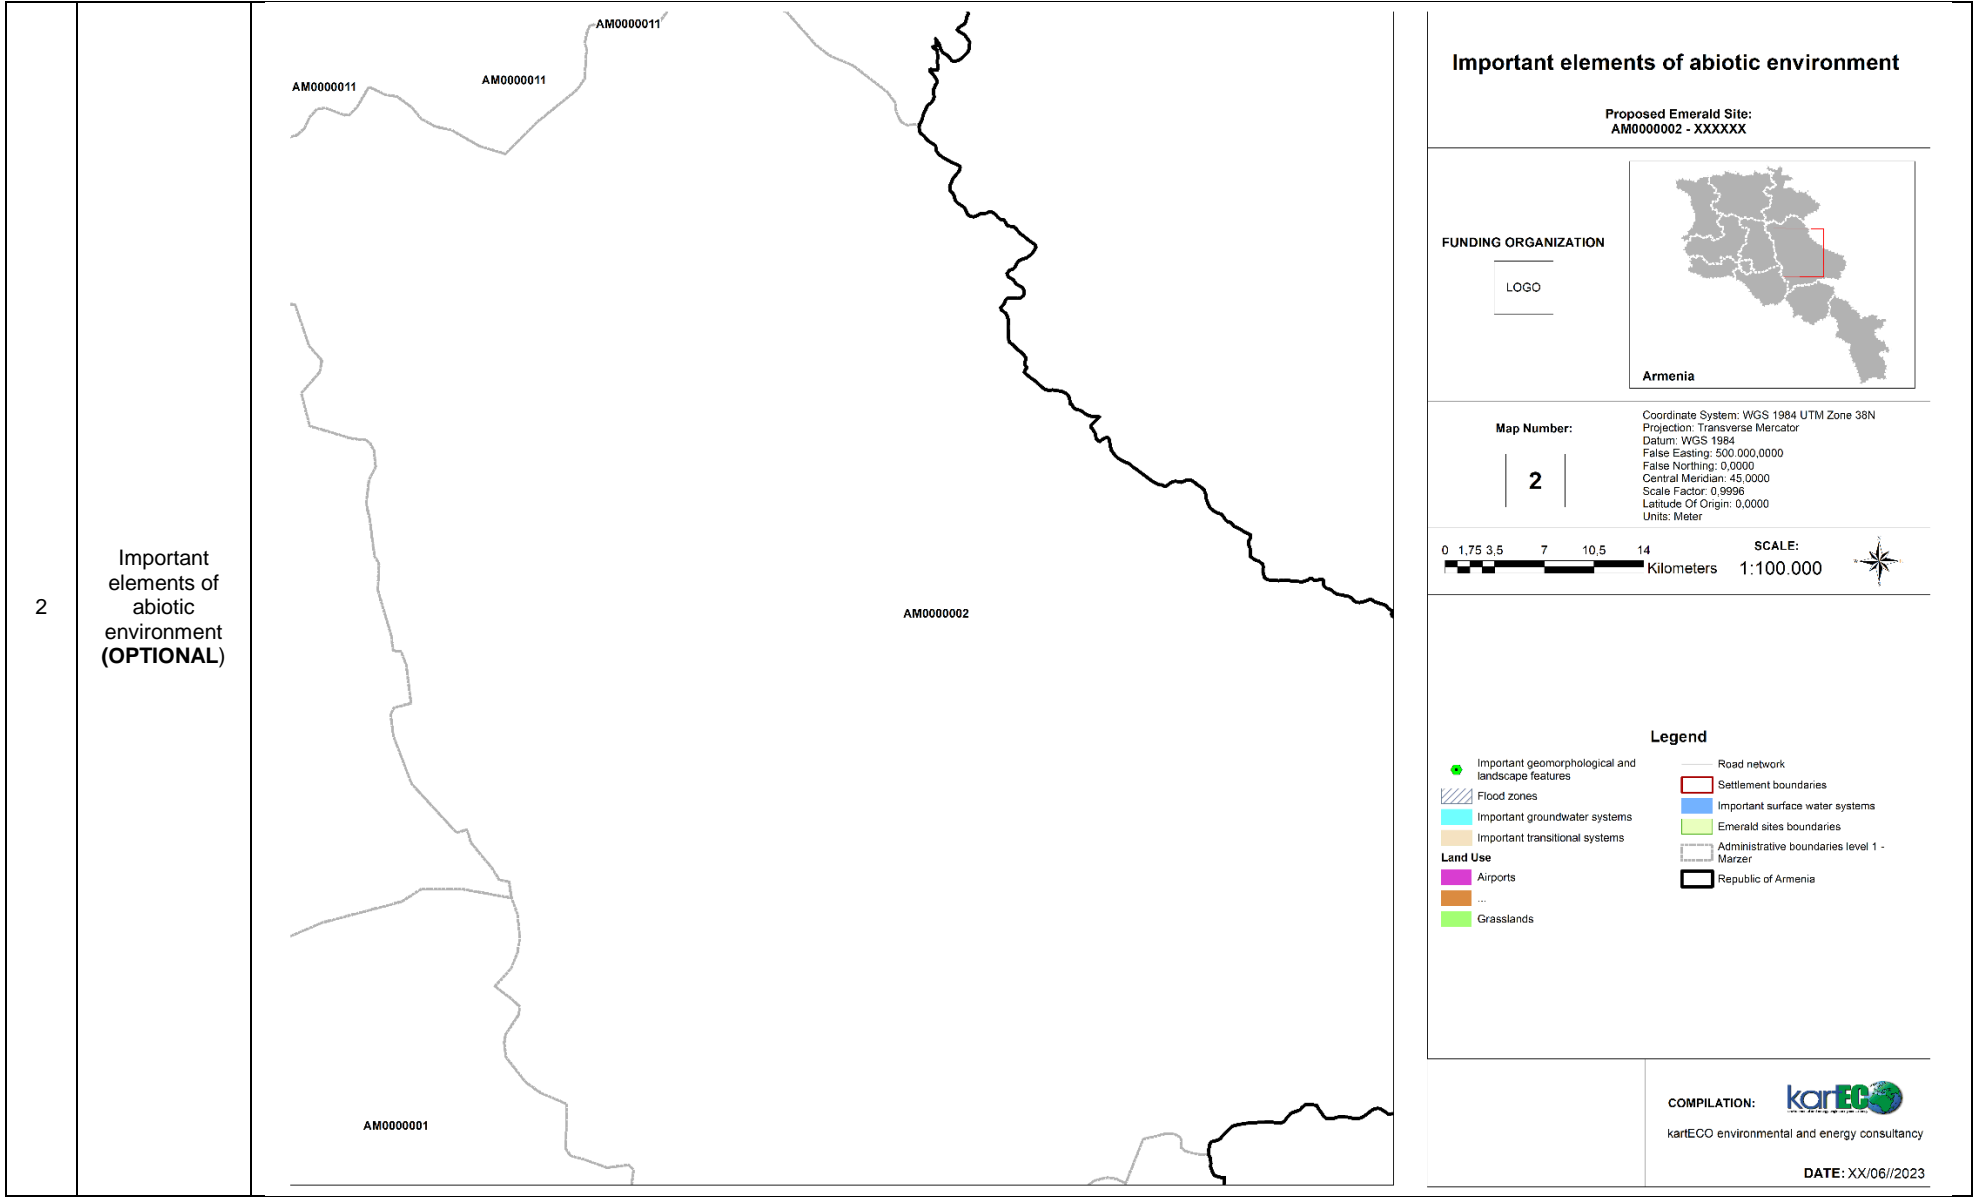 2
Important
elements of
abiotic
environment
(OPTIONAL)
AM0000011
AM0000011
AM0000011
AM0000002
AM0000001
Important elements of abiotic environment
Proposed Emerald Site:
AM0000002 - XXXXXX
FUNDING ORGANIZATION
LOGO
Armenia
Map Number:
2
Coordinate System: WGS 1984 UTM Zone 38N
Projection: Transverse Mercator
Datum: WGS 1984
False Easting: 500.000,0000
False Northing: 0,0000
Central Meridian: 45,0000
Scale Factor: 0,9996
Latitude Of Origin: 0,0000
Units: Meter
0 1,75 3,5 7 10,5 14
Kilometers
SCALE:
1:100.000
Legend
Important geomorphological and
landscape features
Flood zones
Important groundwater systems
Important transitional systems
Land Use
Airports
...
Grasslands
Road network
Settlement boundaries
Important surface water systems
Emerald sites boundaries
Administrative boundaries level 1 -
Marzer
Republic of Armenia
COMPILATION:
kartECO
kartECO environmental and energy consultancy
DATE: XX/06//2023